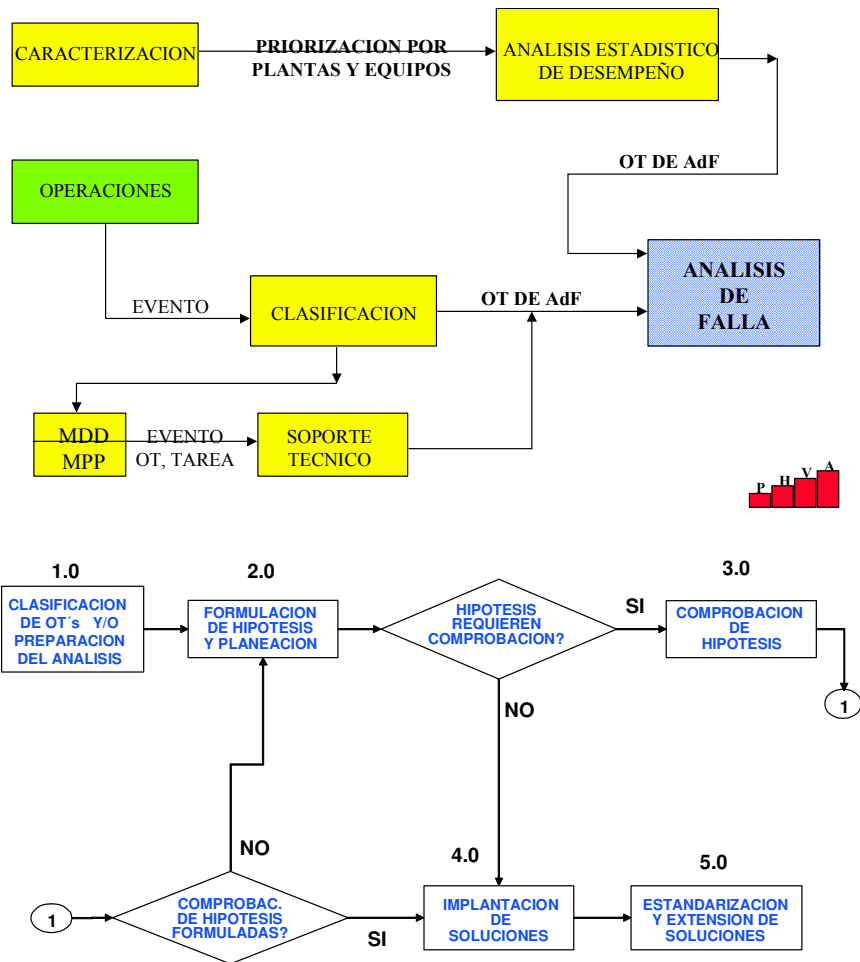 CARACTERIZACION
PRIORIZACION POR
PLANTAS Y EQUIPOS
ANALISIS ESTADISTICO
DE DESEMPEÑO
OT DE AdF
OPERACIONES
ANALISIS
DE
FALLA
EVENTO
CLASIFICACION
OT DE AdF
MDD
MPP
EVENTO
OT, TAREA
SOPORTE
TECNICO
P H V A
1.0
2.0
3.0
CLASIFICACION
DE OT´s Y/O
PREPARACION
DEL ANALISIS
FORMULACION
DE HIPOTESIS
Y PLANEACION
HIPOTESIS
REQUIEREN
COMPROBACION?
SI
COMPROBACION
DE
HIPOTESIS
1
NO
NO
4.0
5.0
1
COMPROBAC.
DE HIPOTESIS
FORMULADAS?
SI
IMPLANTACION
DE
SOLUCIONES
ESTANDARIZACION
Y EXTENSION DE
SOLUCIONES